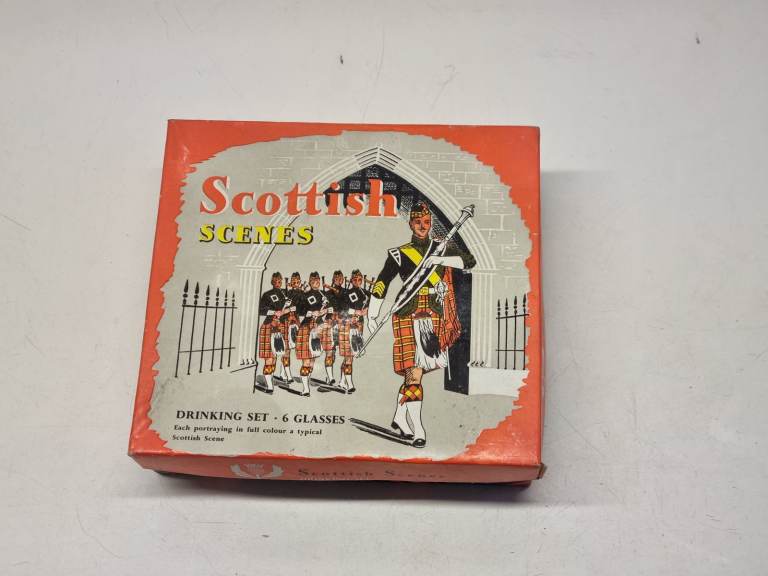 Scottish
SCENES
DRINKING SET · 6 GLASSES
Each portraying in full colour a typical
Scottish Scene
Scottish Scenes